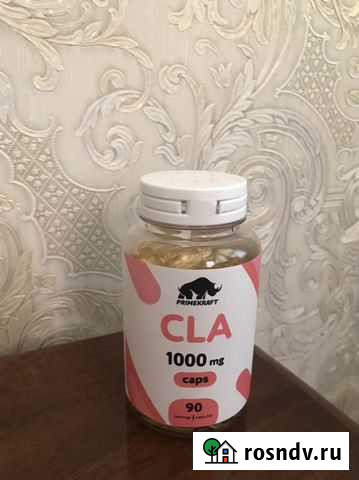 PRIMEKRAFT
CLA
1000 mg
caps
90
rosndv.ru